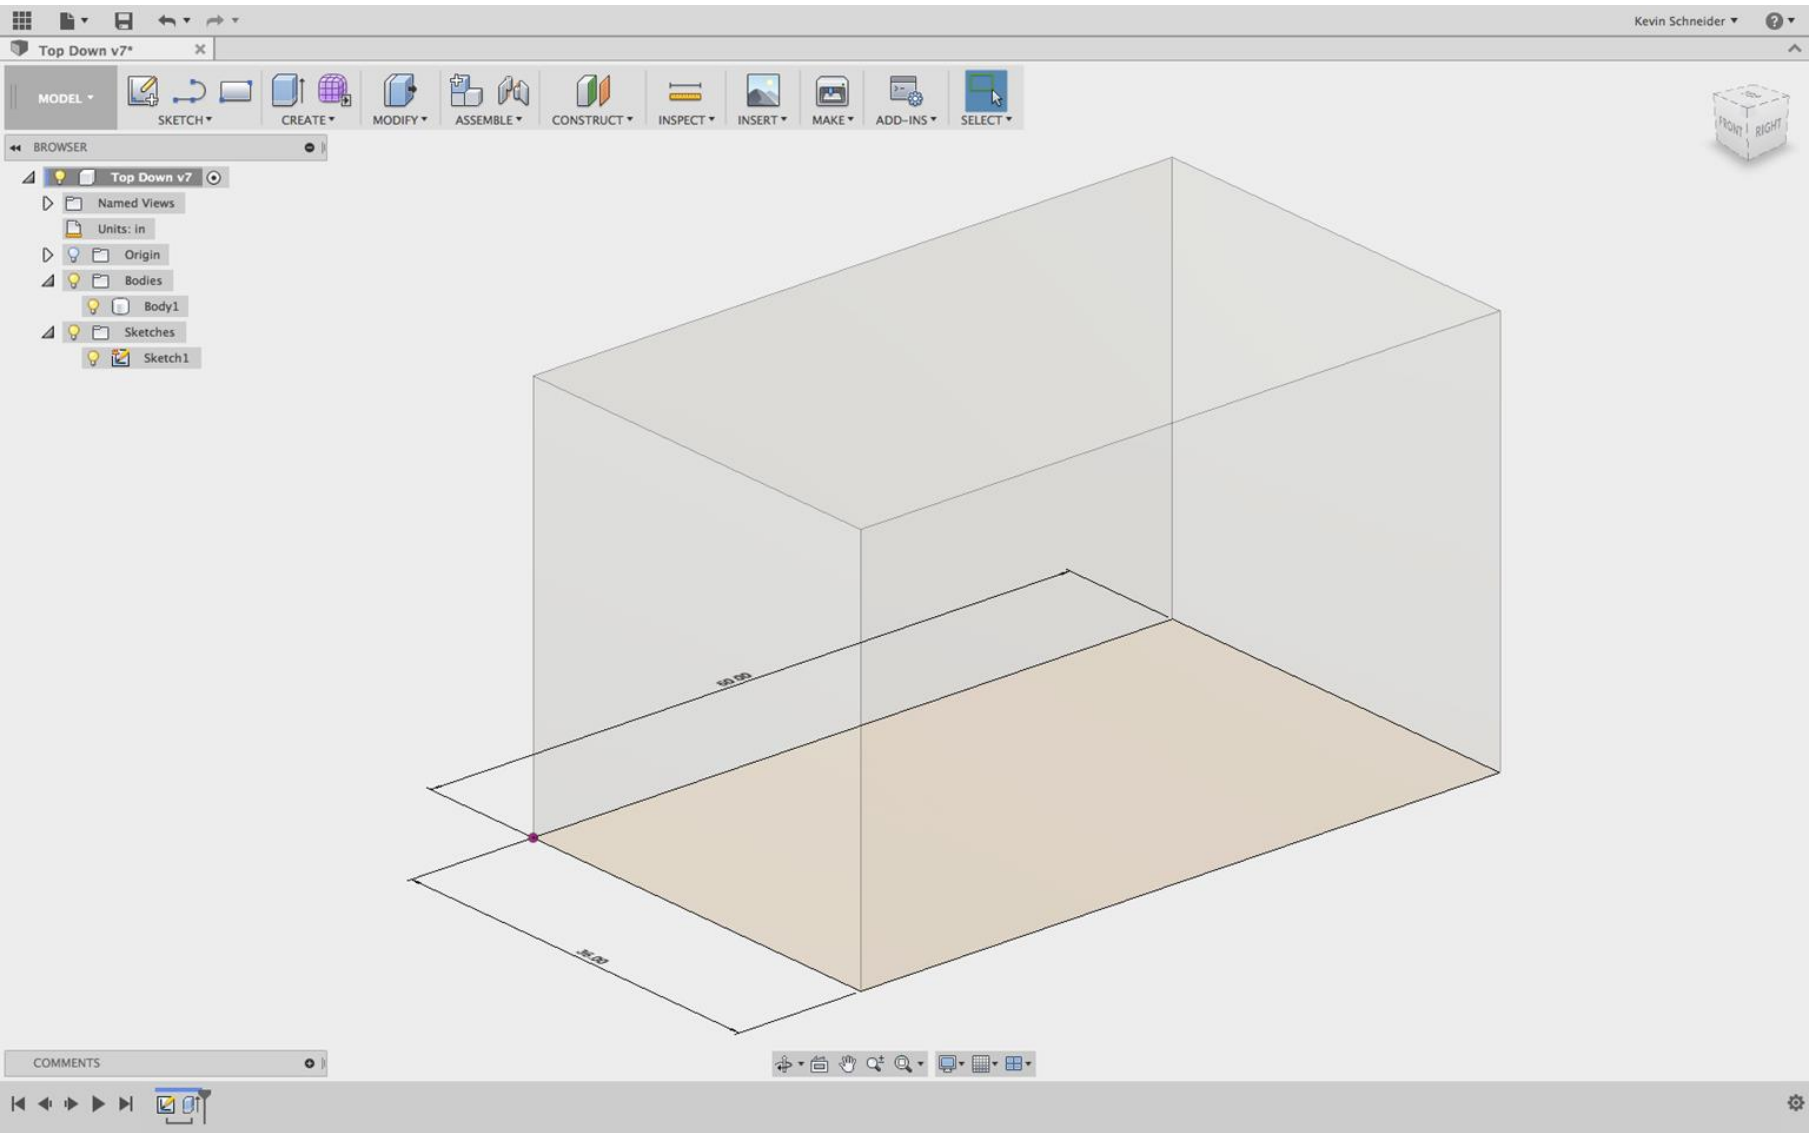 Kevin Schneider
Top Down v7*
MODEL
SKETCH
CREATE
MODIFY
ASSEMBLE
CONSTRUCT
INSPECT
INSERT
MAKE
ADD-INS
SELECT
FRONT
RIGHT
BROWSER
Top Down v7
Named Views
Units: in
Origin
Bodies
Body1
Sketches
Sketch1
60.00
36.00
COMMENTS